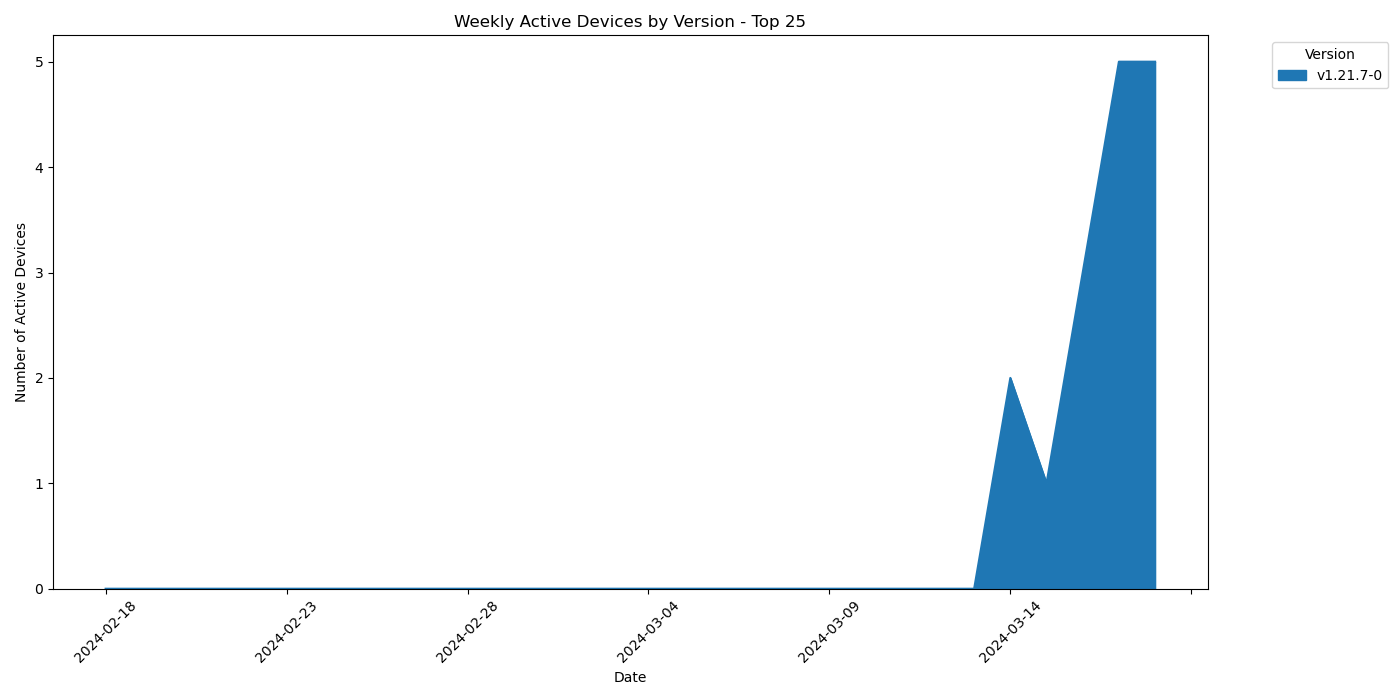 Weekly Active Devices by Version - Top 25
Version
v1.21.7-0
Number of Active Devices
5
4
3
2
1
0
2024-02-18
2024-02-23
2024-02-28
2024-03-04
2024-03-09
2024-03-14
Date